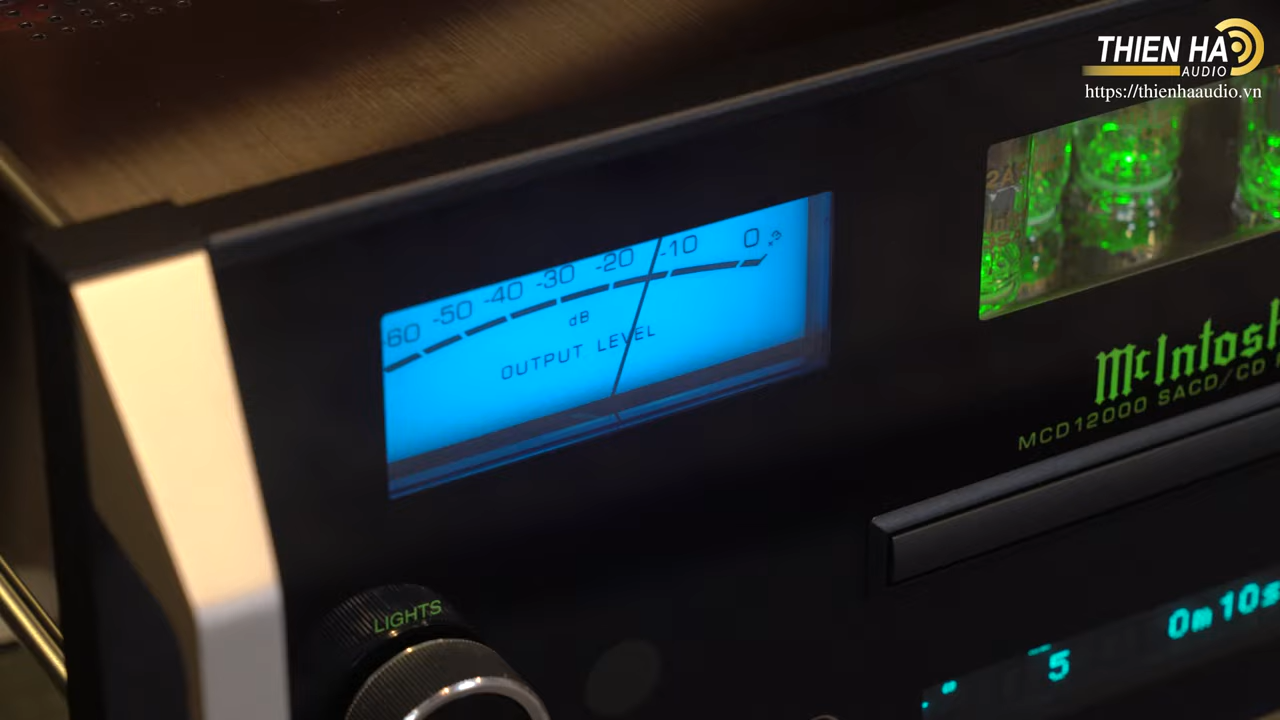 THIEN HA
AUDIO
https://thienhaaudio.vn
-60 -50 -40 -30 -20 -10 0
dB
OUTPUT LEVEL
McIntosh
MCD12000 SACD/CD
LIGHTS
5 0m 10s